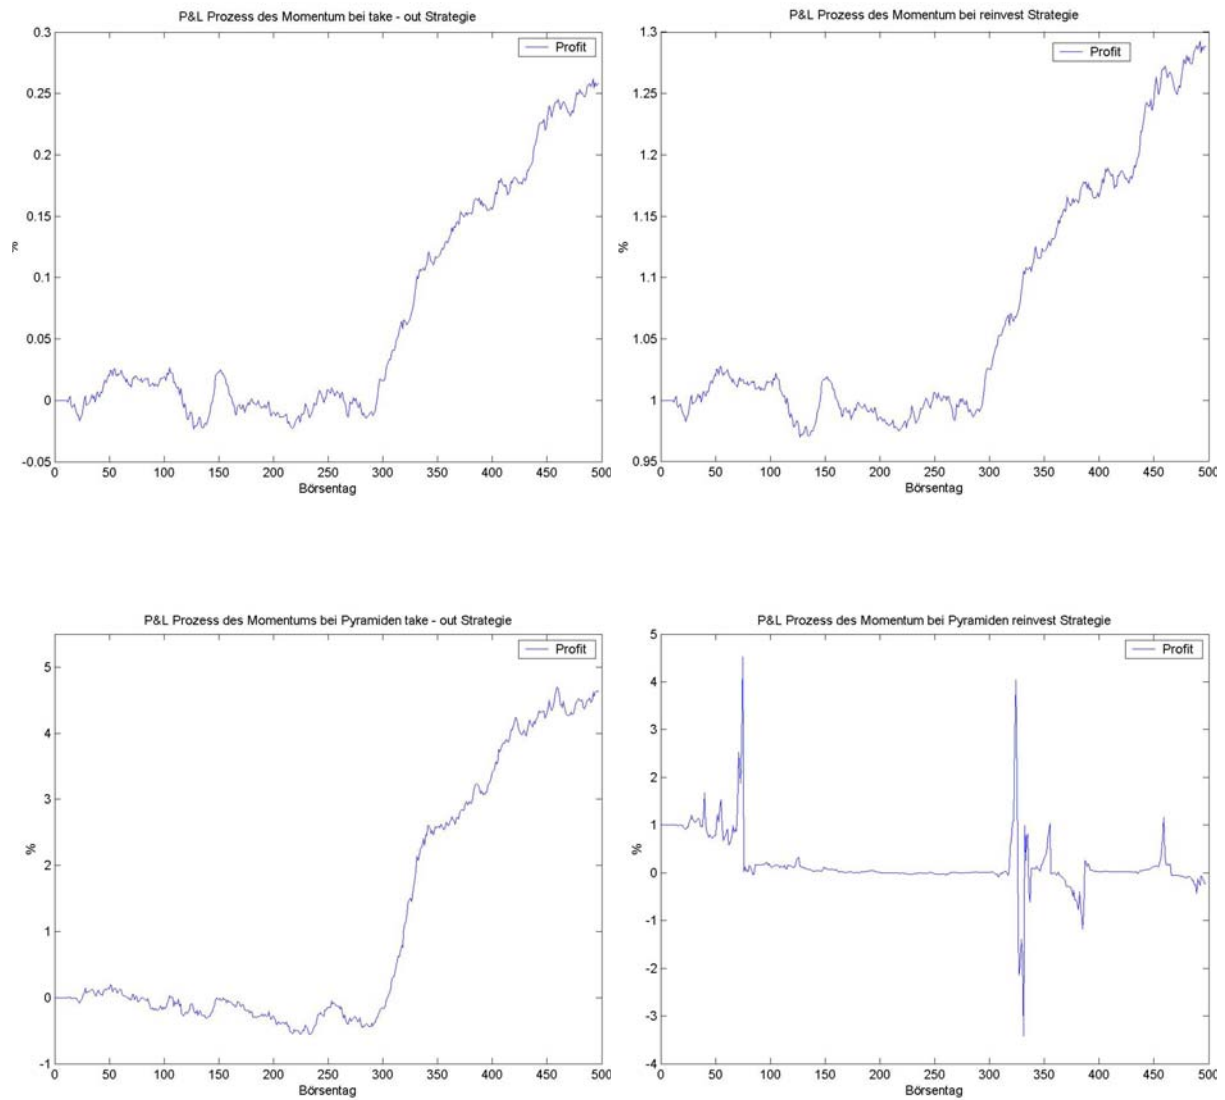 P&L Prozess des Momentum bei take - out Strategie
Profit
0.3
0.25
0.2
0.15
0.1
0.05
0
-0.05
%
0 50 100 150 200 250 300 350 400 450 500
Börsentag
P&L Prozess des Momentum bei reinvest Strategie
Profit
1.3
1.25
1.2
1.15
1.1
1.05
1
0.95
%
0 50 100 150 200 250 300 350 400 450 500
Börsentag
P&L Prozess des Momentums bei Pyramiden take - out Strategie
Profit
5
4
3
2
1
0
-1
%
0 50 100 150 200 250 300 350 400 450 500
Börsentag
P&L Prozess des Momentum bei Pyramiden reinvest Strategie
Profit
5
4
3
2
1
0
-1
-2
-3
-4
%
0 50 100 150 200 250 300 350 400 450 500
Börsentag